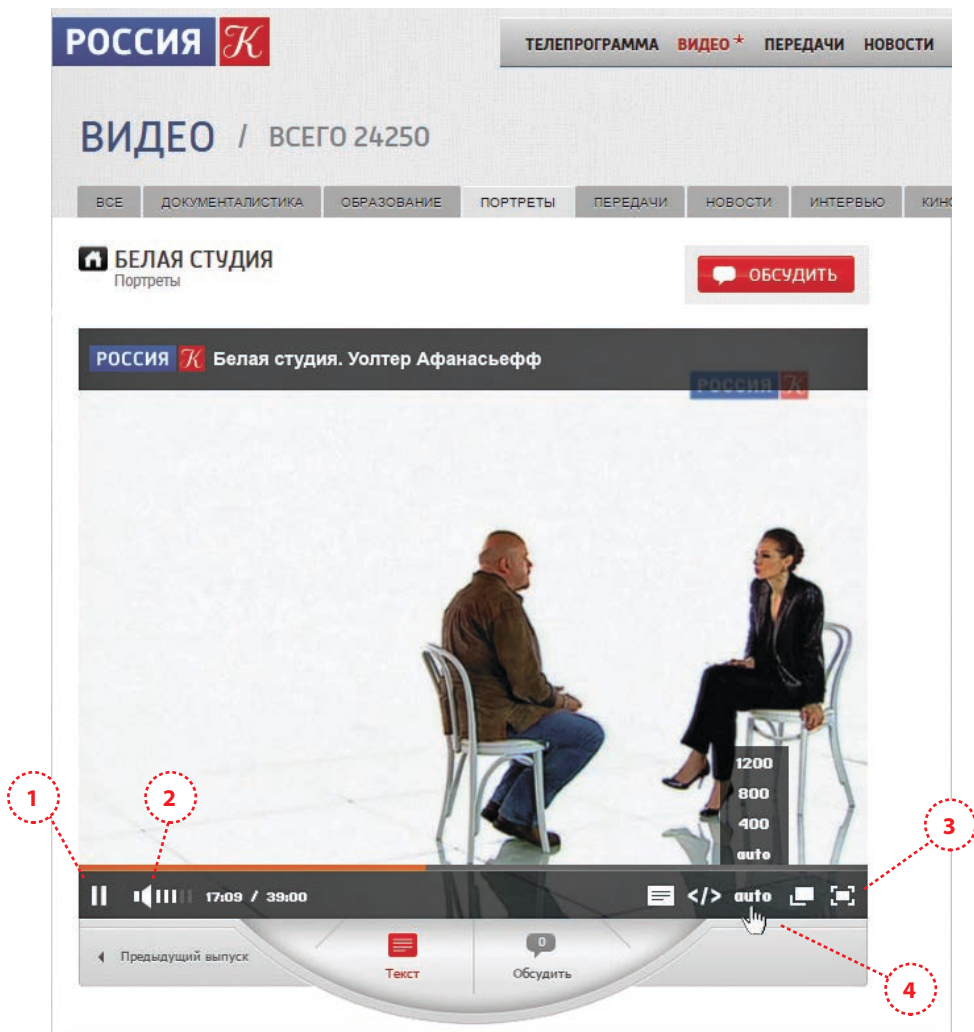 РОССИЯ К
ТЕЛЕПРОГРАММА ВИДЕО* ПЕРЕДАЧИ НОВОСТИ
ВИДЕО / ВСЕГО 24250
ВСЕ ДОКУМЕНТАЛИСТИКА ОБРАЗОВАНИЕ ПОРТРЕТЫ ПЕРЕДАЧИ НОВОСТИ ИНТЕРВЬЮ КИНО
БЕЛАЯ СТУДИЯ
Портреты
ОБСУДИТЬ
РОССИЯ К Белая студия. Уолтер Афанасьефф
РОССИЯ К
1200
800
400
auto
1
2
3
17:09 / 39:00 </> auto
Предыдущий выпуск
Текст
0
Обсудить
4